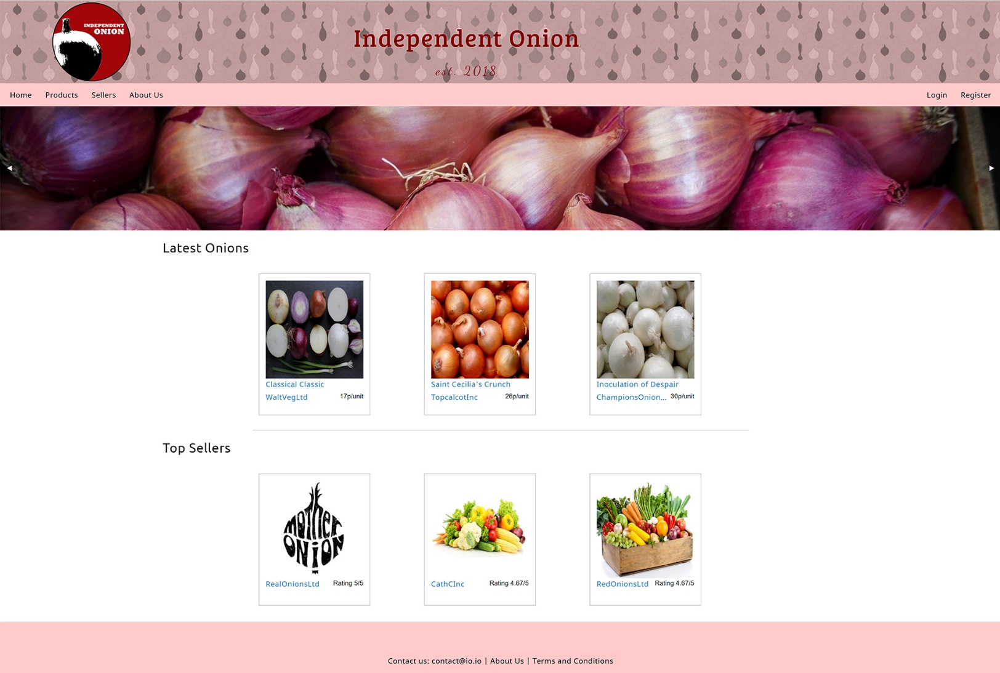 INDEPENDENT
ONION
Independent Onion
est. 2018
Home Products Sellers About Us Login Register
Latest Onions
Classical Classic
WaltVegLtd 17p/unit
Saint Cecilia's Crunch
TopcalcotInc 26p/unit
Inoculation of Despair
ChampionsOnion... 30p/unit
Top Sellers
MOTHER
ONION
RealOnionsLtd Rating 5/5
CathCInc Rating 4.67/5
RedOnionsLtd Rating 4.67/5
Contact us: contact@io.io | About Us | Terms and Conditions